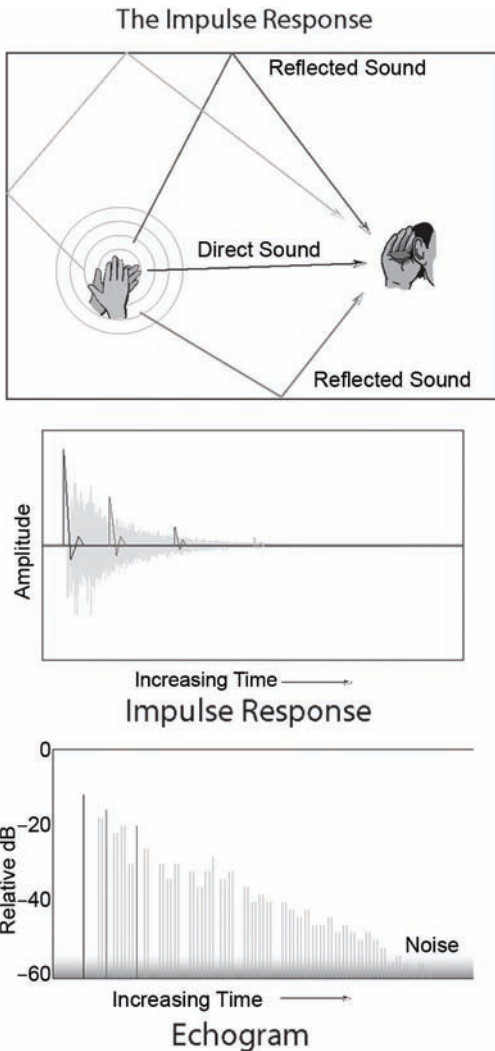 The Impulse Response
Reflected Sound
Direct Sound
Reflected Sound
Amplitude
Increasing Time
Impulse Response
0
−20
−40
−60
Relative dB
Noise
Increasing Time
Echogram